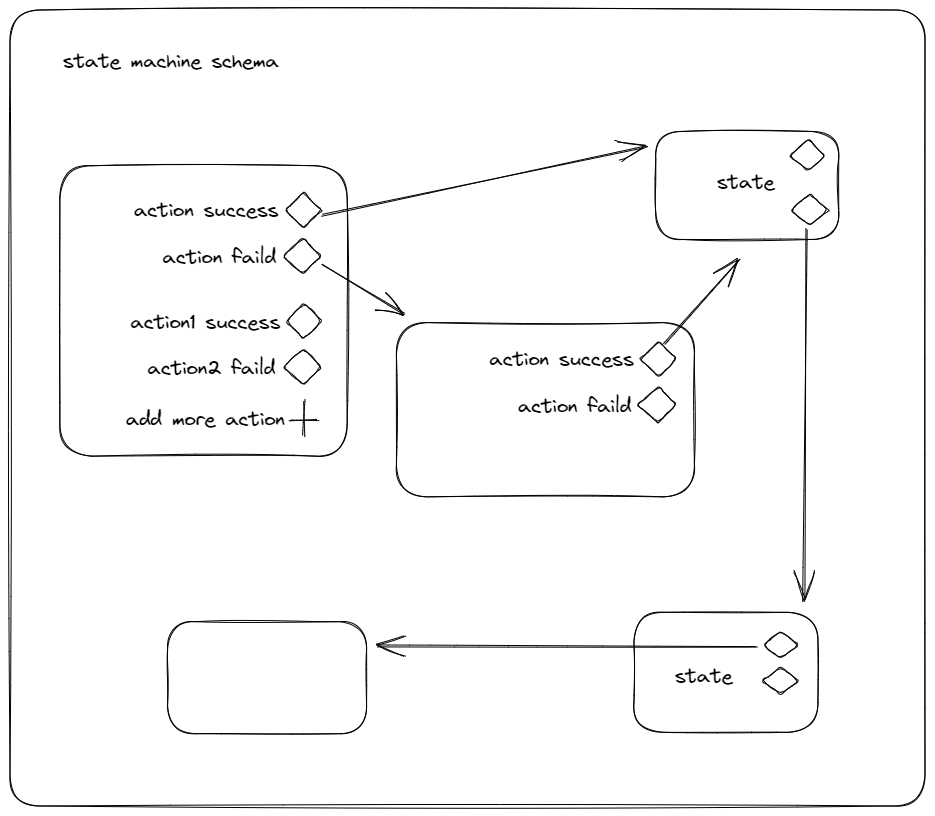 state machine schema
action success
action faild
action1 success
action2 faild
add more action
state
action success
action faild
state